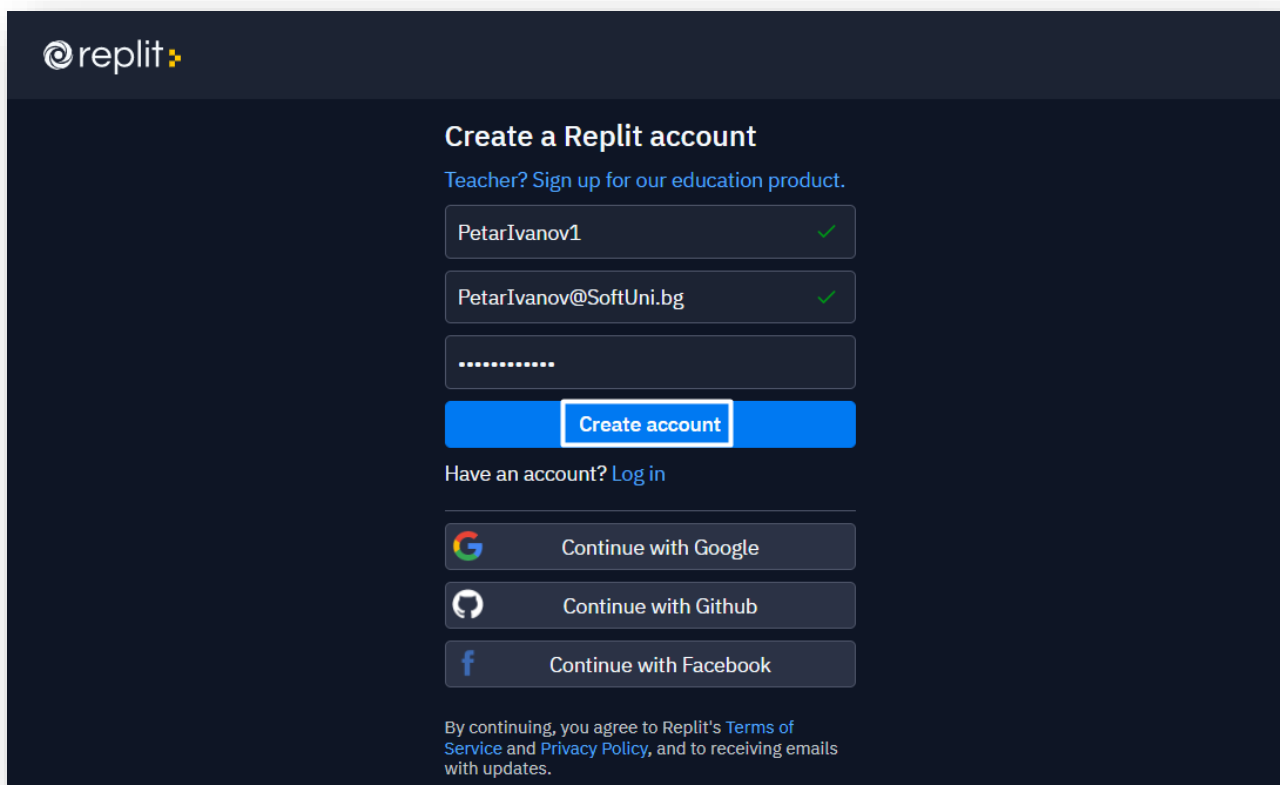 replit
Create a Replit account
Teacher? Sign up for our education product.
PetarIvanov1
PetarIvanov@SoftUni.bg
••••••••••••
Create account
Have an account? Log in
Continue with Google
Continue with Github
Continue with Facebook
By continuing, you agree to Replit's Terms of
Service and Privacy Policy, and to receiving emails
with updates.